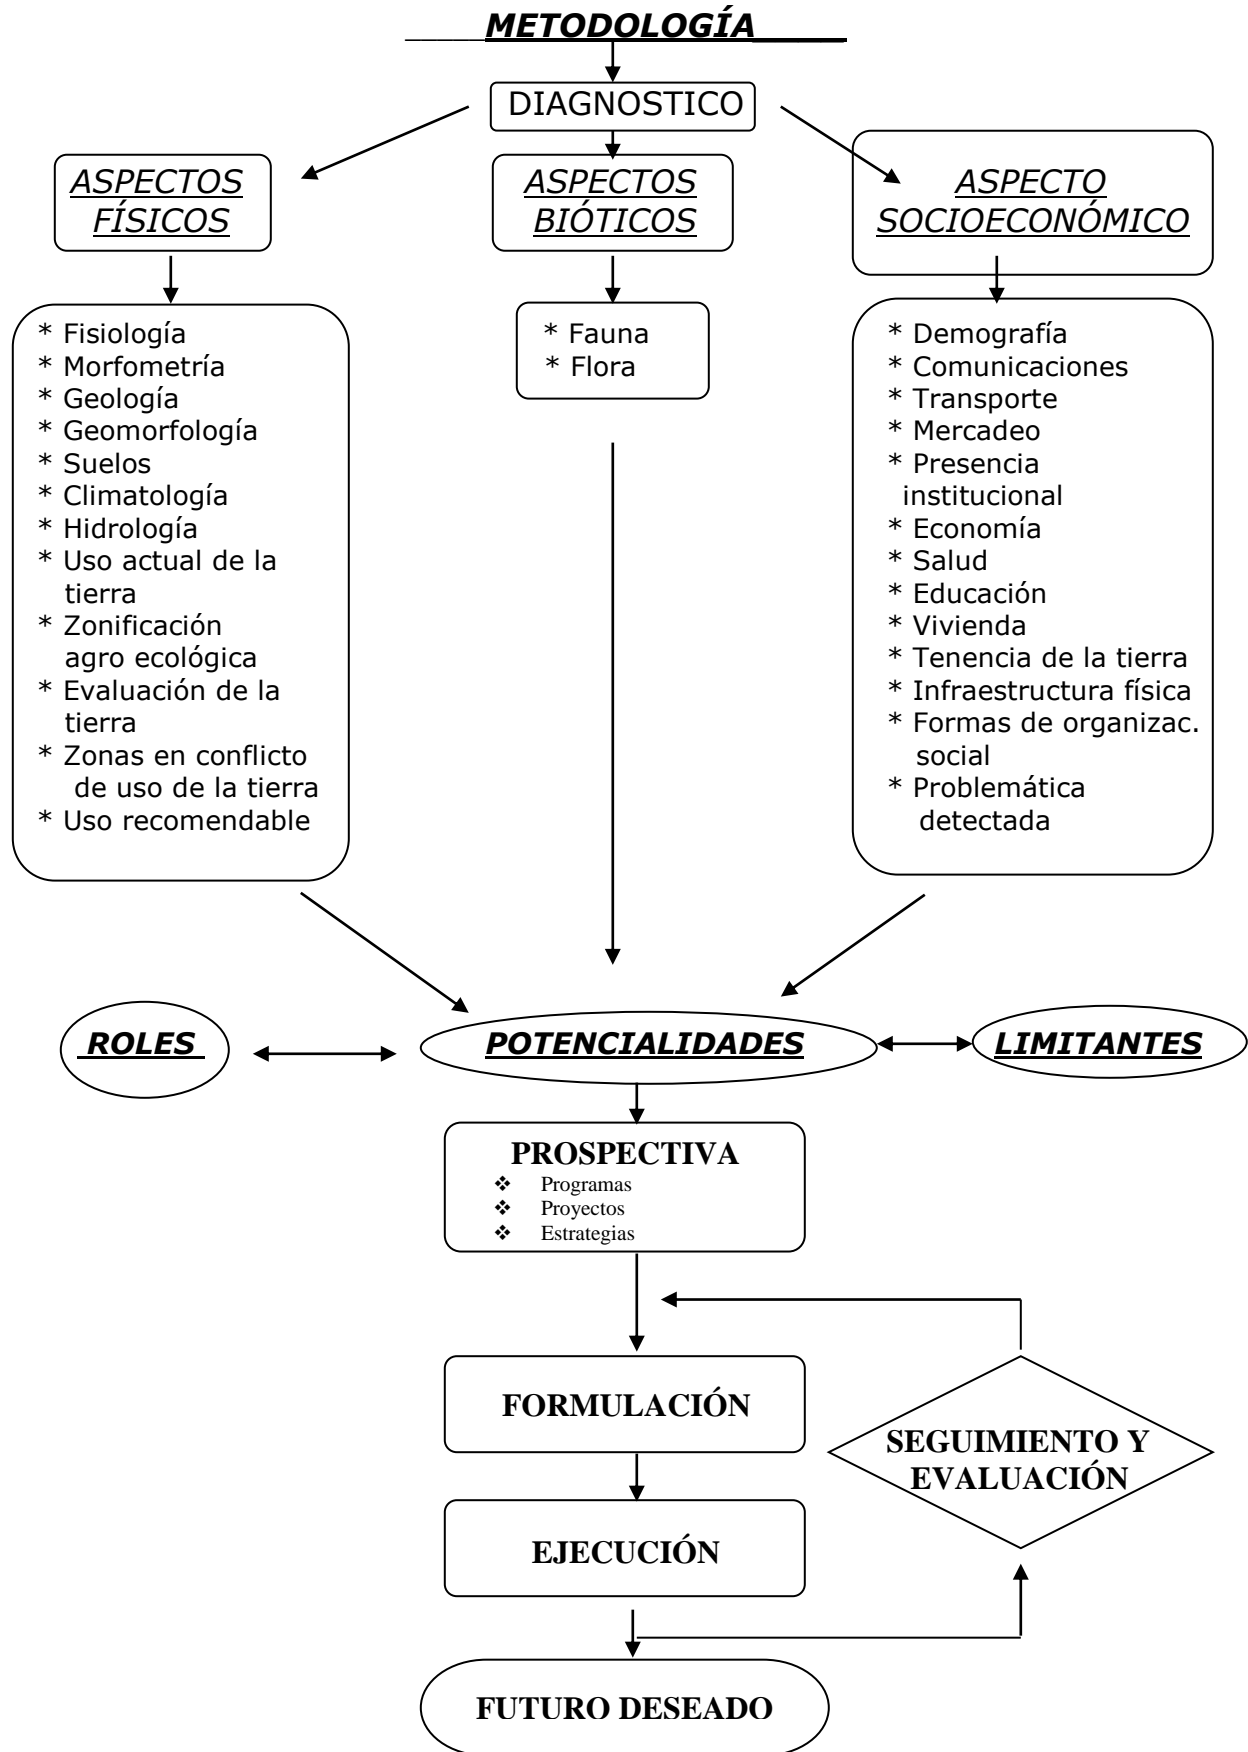 METODOLOGÍA
DIAGNOSTICO
ASPECTOS
FÍSICOS
ASPECTOS
BIÓTICOS
ASPECTO
SOCIOECONÓMICO
* Fisiología
* Morfometría
* Geología
* Geomorfología
* Suelos
* Climatología
* Hidrología
* Uso actual de la
tierra
* Zonificación
agro ecológica
* Evaluación de la
tierra
* Zonas en conflicto
de uso de la tierra
* Uso recomendable
* Fauna
* Flora
* Demografía
* Comunicaciones
* Transporte
* Mercadeo
* Presencia
institucional
* Economía
* Salud
* Educación
* Vivienda
* Tenencia de la tierra
* Infraestructura física
* Formas de organizac.
social
* Problemática
detectada
ROLES
POTENCIALIDADES
LIMITANTES
PROSPECTIVA
❖ Programas
❖ Proyectos
❖ Estrategias
FORMULACIÓN
SEGUIMIENTO Y
EVALUACIÓN
EJECUCIÓN
FUTURO DESEADO